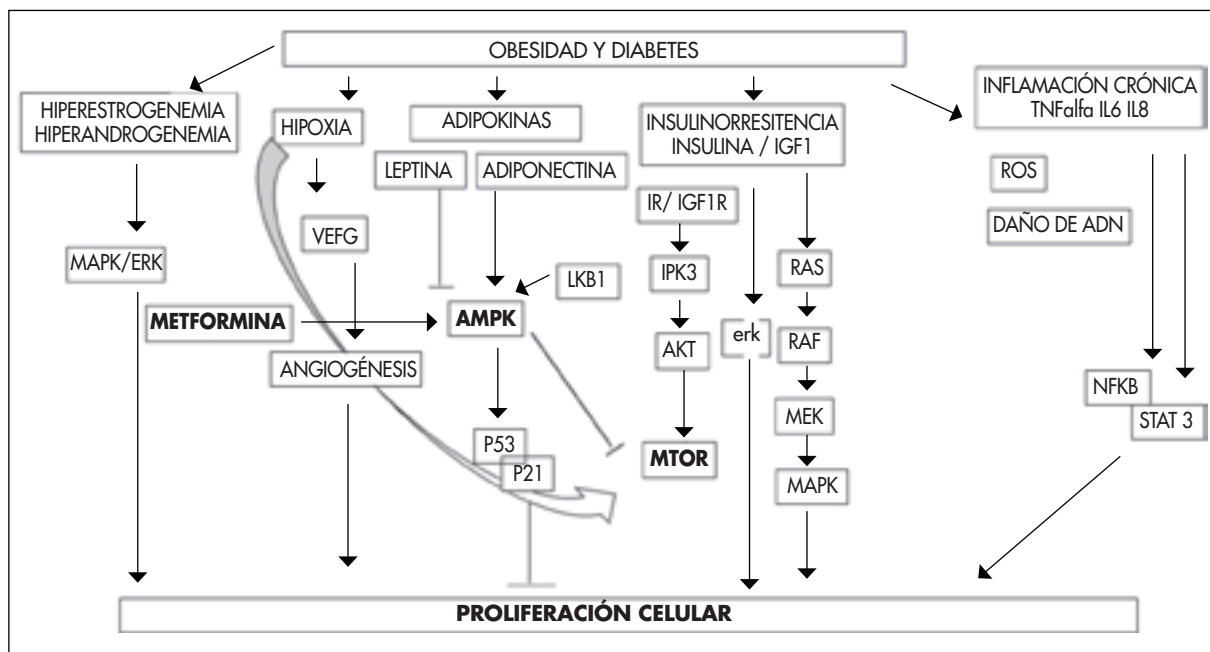 OBESIDAD Y DIABETES
HIPERESTROGENEMIA
HIPERANDROGENEMIA
HIPOXIA
ADIPOKINAS
INSULINORRESITENCIA
INSULINA / IGF1
INFLAMACIÓN CRÓNICA
TNFalfa IL6 IL8
LEPTINA
ADIPONECTINA
ROS
IR/ IGF1R
DAÑO DE ADN
VEFG
MAPK/ERK
IPK3
RAS
LKB1
METFORMINA
AMPK
erk
RAF
AKT
ANGIOGÉNESIS
NFKB
MEK
STAT 3
P53
MTOR
P21
MAPK
PROLIFERACIÓN CELULAR